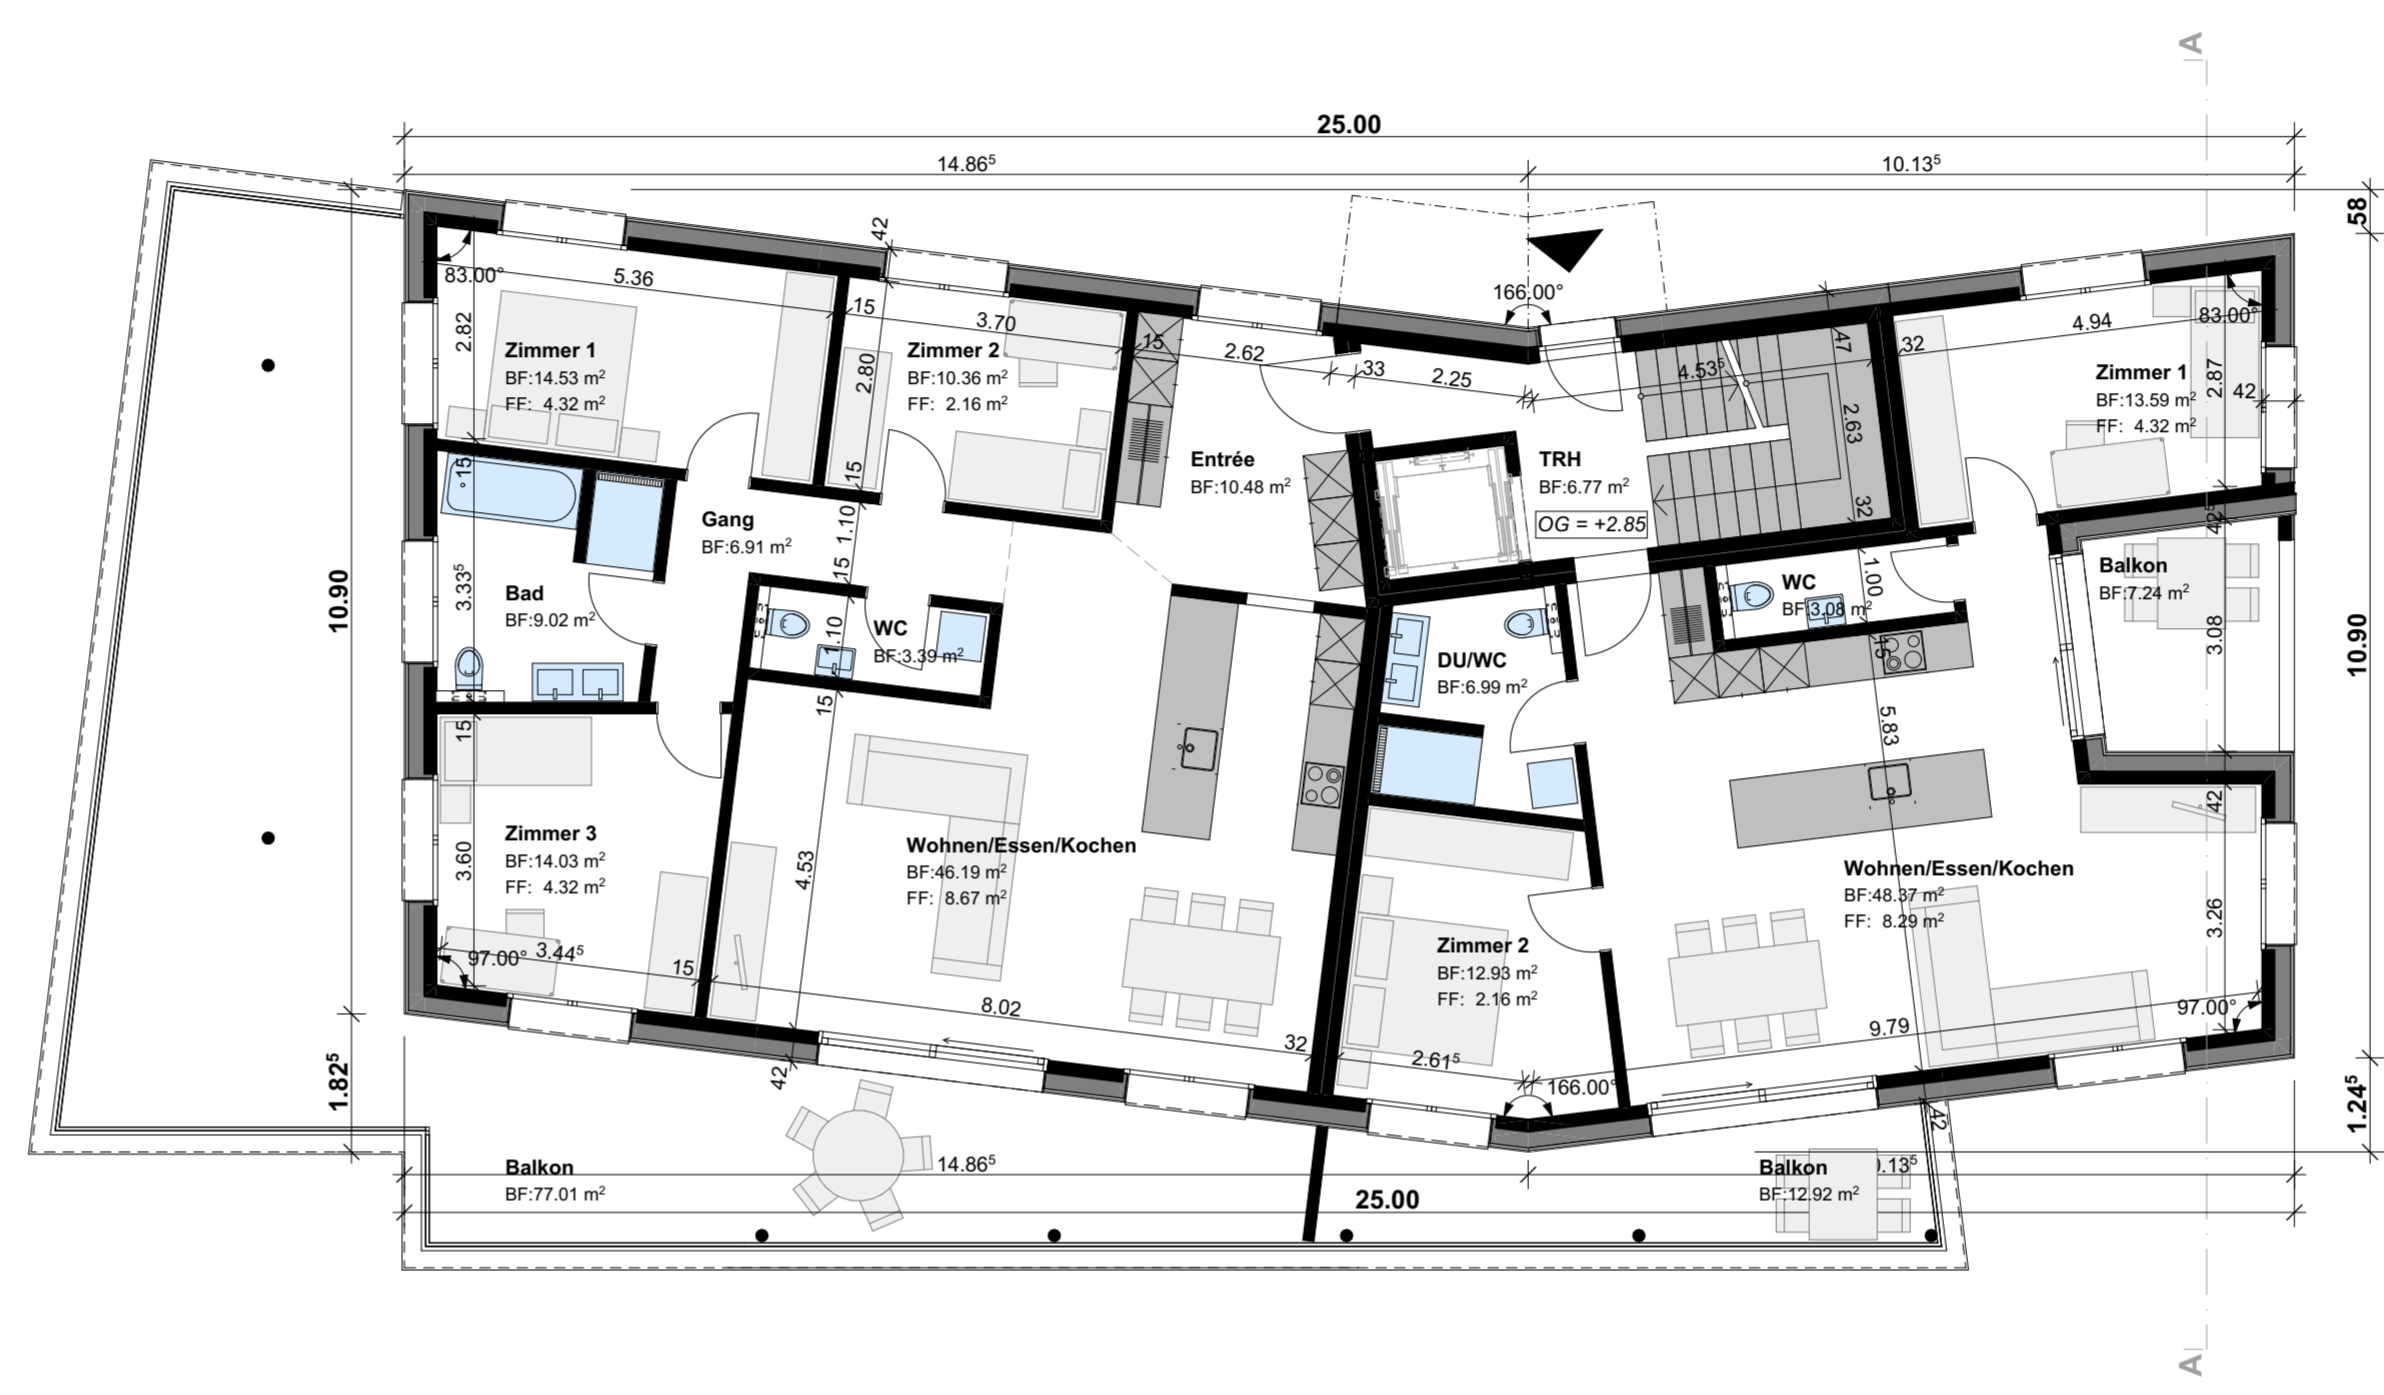 A
25.00
14.86⁵
10.13⁵
58
42
83.00°
5.36
15
3.70
15
2.62
33
2.25
166.00°
4.53⁵
47
32
4.94
83.00°
2.82
Zimmer 1
BF:14.53 m²
FF: 4.32 m²
2.80
Zimmer 2
BF:10.36 m²
FF: 2.16 m²
2.63
Zimmer 1
BF:13.59 m²
FF: 4.32 m²
2.87
42
15
15
Entrée
BF:10.48 m²
TRH
BF:6.77 m²
OG = +2.85
32
42⁵
Gang
BF:6.91 m²
1.10
15
10.90
3.33⁵
Bad
BF:9.02 m²
1.10
WC
BF:3.39 m²
15
DU/WC
BF:6.99 m²
WC
BF:3.08 m²
1.00
15
Balkon
BF:7.24 m²
3.08
10.90
15
5.83
42
Zimmer 3
BF:14.03 m²
FF: 4.32 m²
3.60
4.53
Wohnen/Essen/Kochen
BF:46.19 m²
FF: 8.67 m²
Wohnen/Essen/Kochen
BF:48.37 m²
FF: 8.29 m²
3.26
Zimmer 2
BF:12.93 m²
FF: 2.16 m²
97.00°
3.44⁵
15
8.02
32
2.61⁵
166.00°
9.79
97.00°
42
42
1.82⁵
1.24⁵
Balkon
BF:77.01 m²
14.86⁵
25.00
Balkon
BF:12.92 m²
.13⁵
A